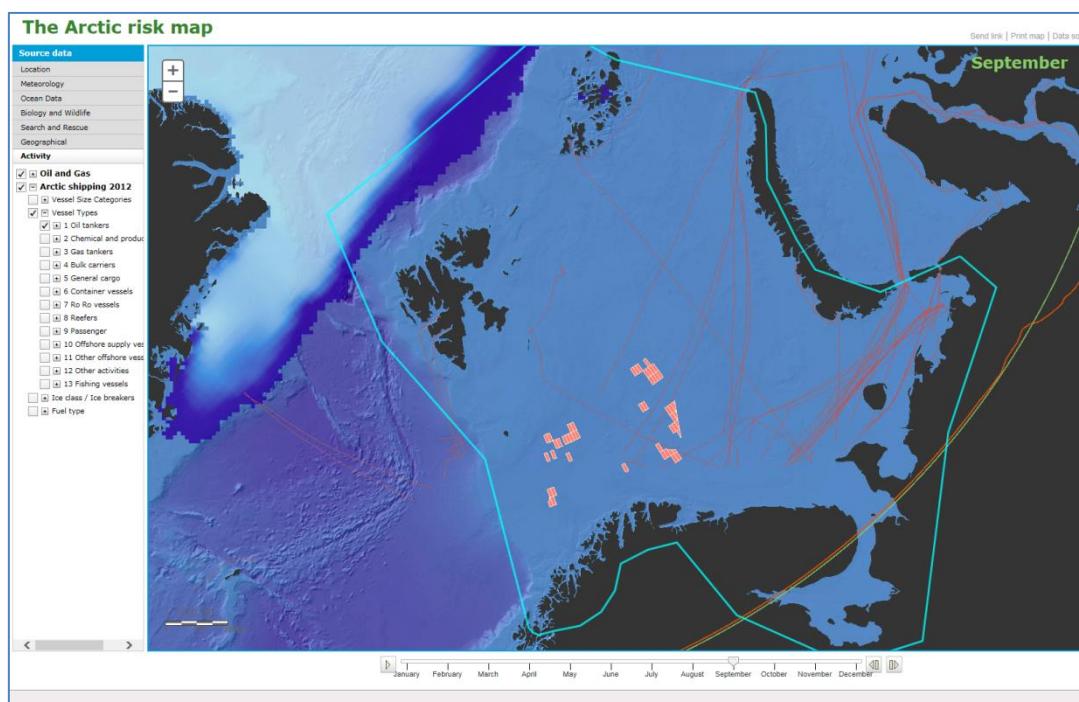 The Arctic risk map
Send link | Print map | Data so
Source data
Location
Meteorology
Ocean Data
Biology and Wildlife
Search and Rescue
Geographical
Activity
Oil and Gas
Arctic shipping 2012
Vessel Size Categories
Vessel Types
1 Oil tankers
2 Chemical and produc
3 Gas tankers
4 Bulk carriers
5 General cargo
6 Container vessels
7 Ro Ro vessels
8 Reefers
9 Passenger
10 Offshore supply ves
11 Other offshore vess
12 Other activities
13 Fishing vessels
Ice class / Ice breakers
Fuel type
September
January February March April May June July August September October November December